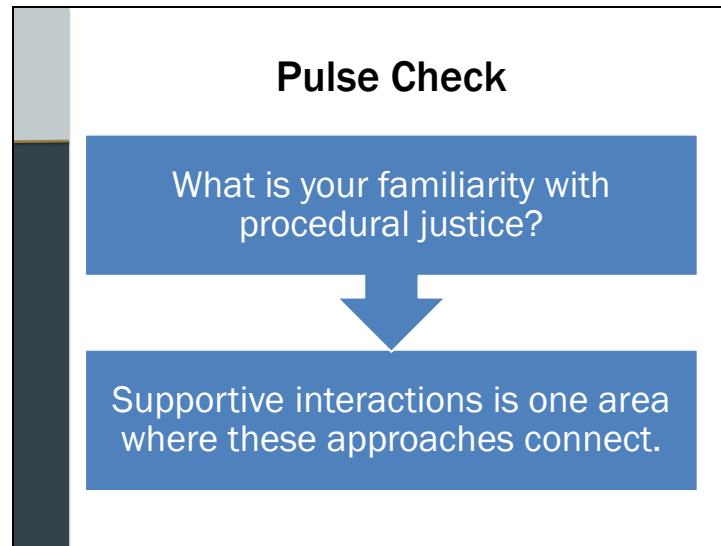 Pulse Check
What is your familiarity with
procedural justice?
Supportive interactions is one area
where these approaches connect.